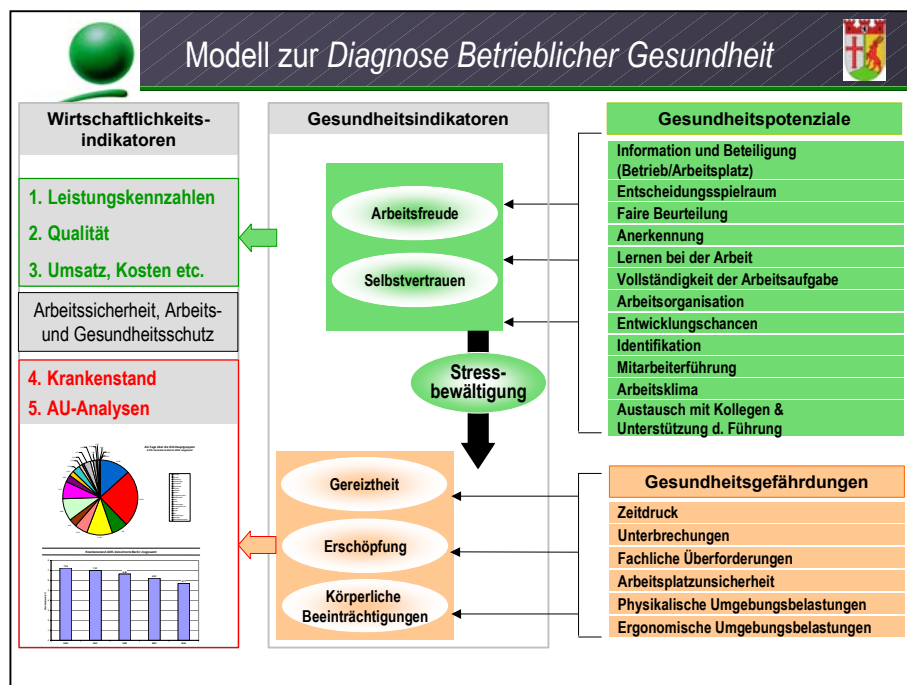 Modell zur Diagnose Betrieblicher Gesundheit
Wirtschaftlichkeits-
indikatoren
1. Leistungskennzahlen
2. Qualität
3. Umsatz, Kosten etc.
Arbeitssicherheit, Arbeits-
und Gesundheitsschutz
4. Krankenstand
5. AU-Analysen
Gesundheitsindikatoren
Arbeitsfreude
Selbstvertrauen
Stress-
bewältigung
Gereiztheit
Erschöpfung
Körperliche
Beeinträchtigungen
Gesundheitspotenziale
Information und Beteiligung
(Betrieb/Arbeitsplatz)
Entscheidungsspielraum
Faire Beurteilung
Anerkennung
Lernen bei der Arbeit
Vollständigkeit der Arbeitsaufgabe
Arbeitsorganisation
Entwicklungschancen
Identifikation
Mitarbeiterführung
Arbeitsklima
Austausch mit Kollegen &
Unterstützung d. Führung
Gesundheitsgefährdungen
Zeitdruck
Unterbrechungen
Fachliche Überforderungen
Arbeitsplatzunsicherheit
Physikalische Umgebungsbelastungen
Ergonomische Umgebungsbelastungen